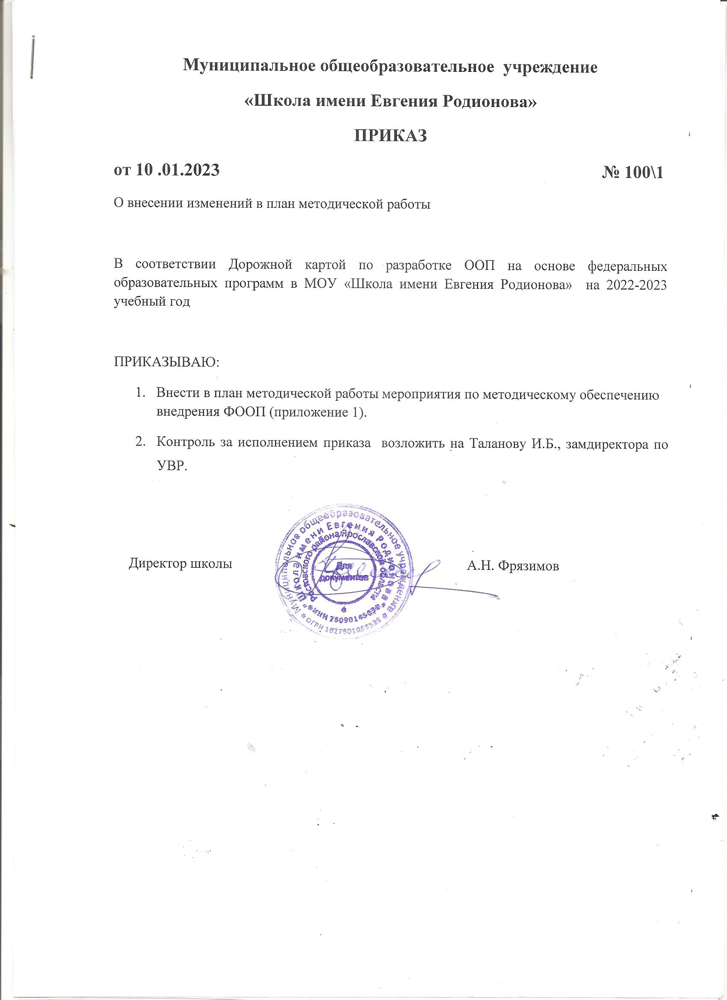 Муниципальное общеобразовательное учреждение
«Школа имени Евгения Родионова»
ПРИКАЗ
от 10 .01.2023 № 100\1
О внесении изменений в план методической работы
В соответствии Дорожной картой по разработке ООП на основе федеральных
образовательных программ в МОУ «Школа имени Евгения Родионова» на 2022-2023
учебный год
ПРИКАЗЫВАЮ:
1. Внести в план методической работы мероприятия по методическому обеспечению
внедрения ФООП (приложение 1).
2. Контроль за исполнением приказа возложить на Таланову И.Б., замдиректора по
УВР.
Директор школы А.Н. Фрязимов
Муниципальное общеобразовательное учреждение
"Школа имени Евгения Родионова"
Ростовского района Ярославской области
Для
документов
ИНН
ОГРН